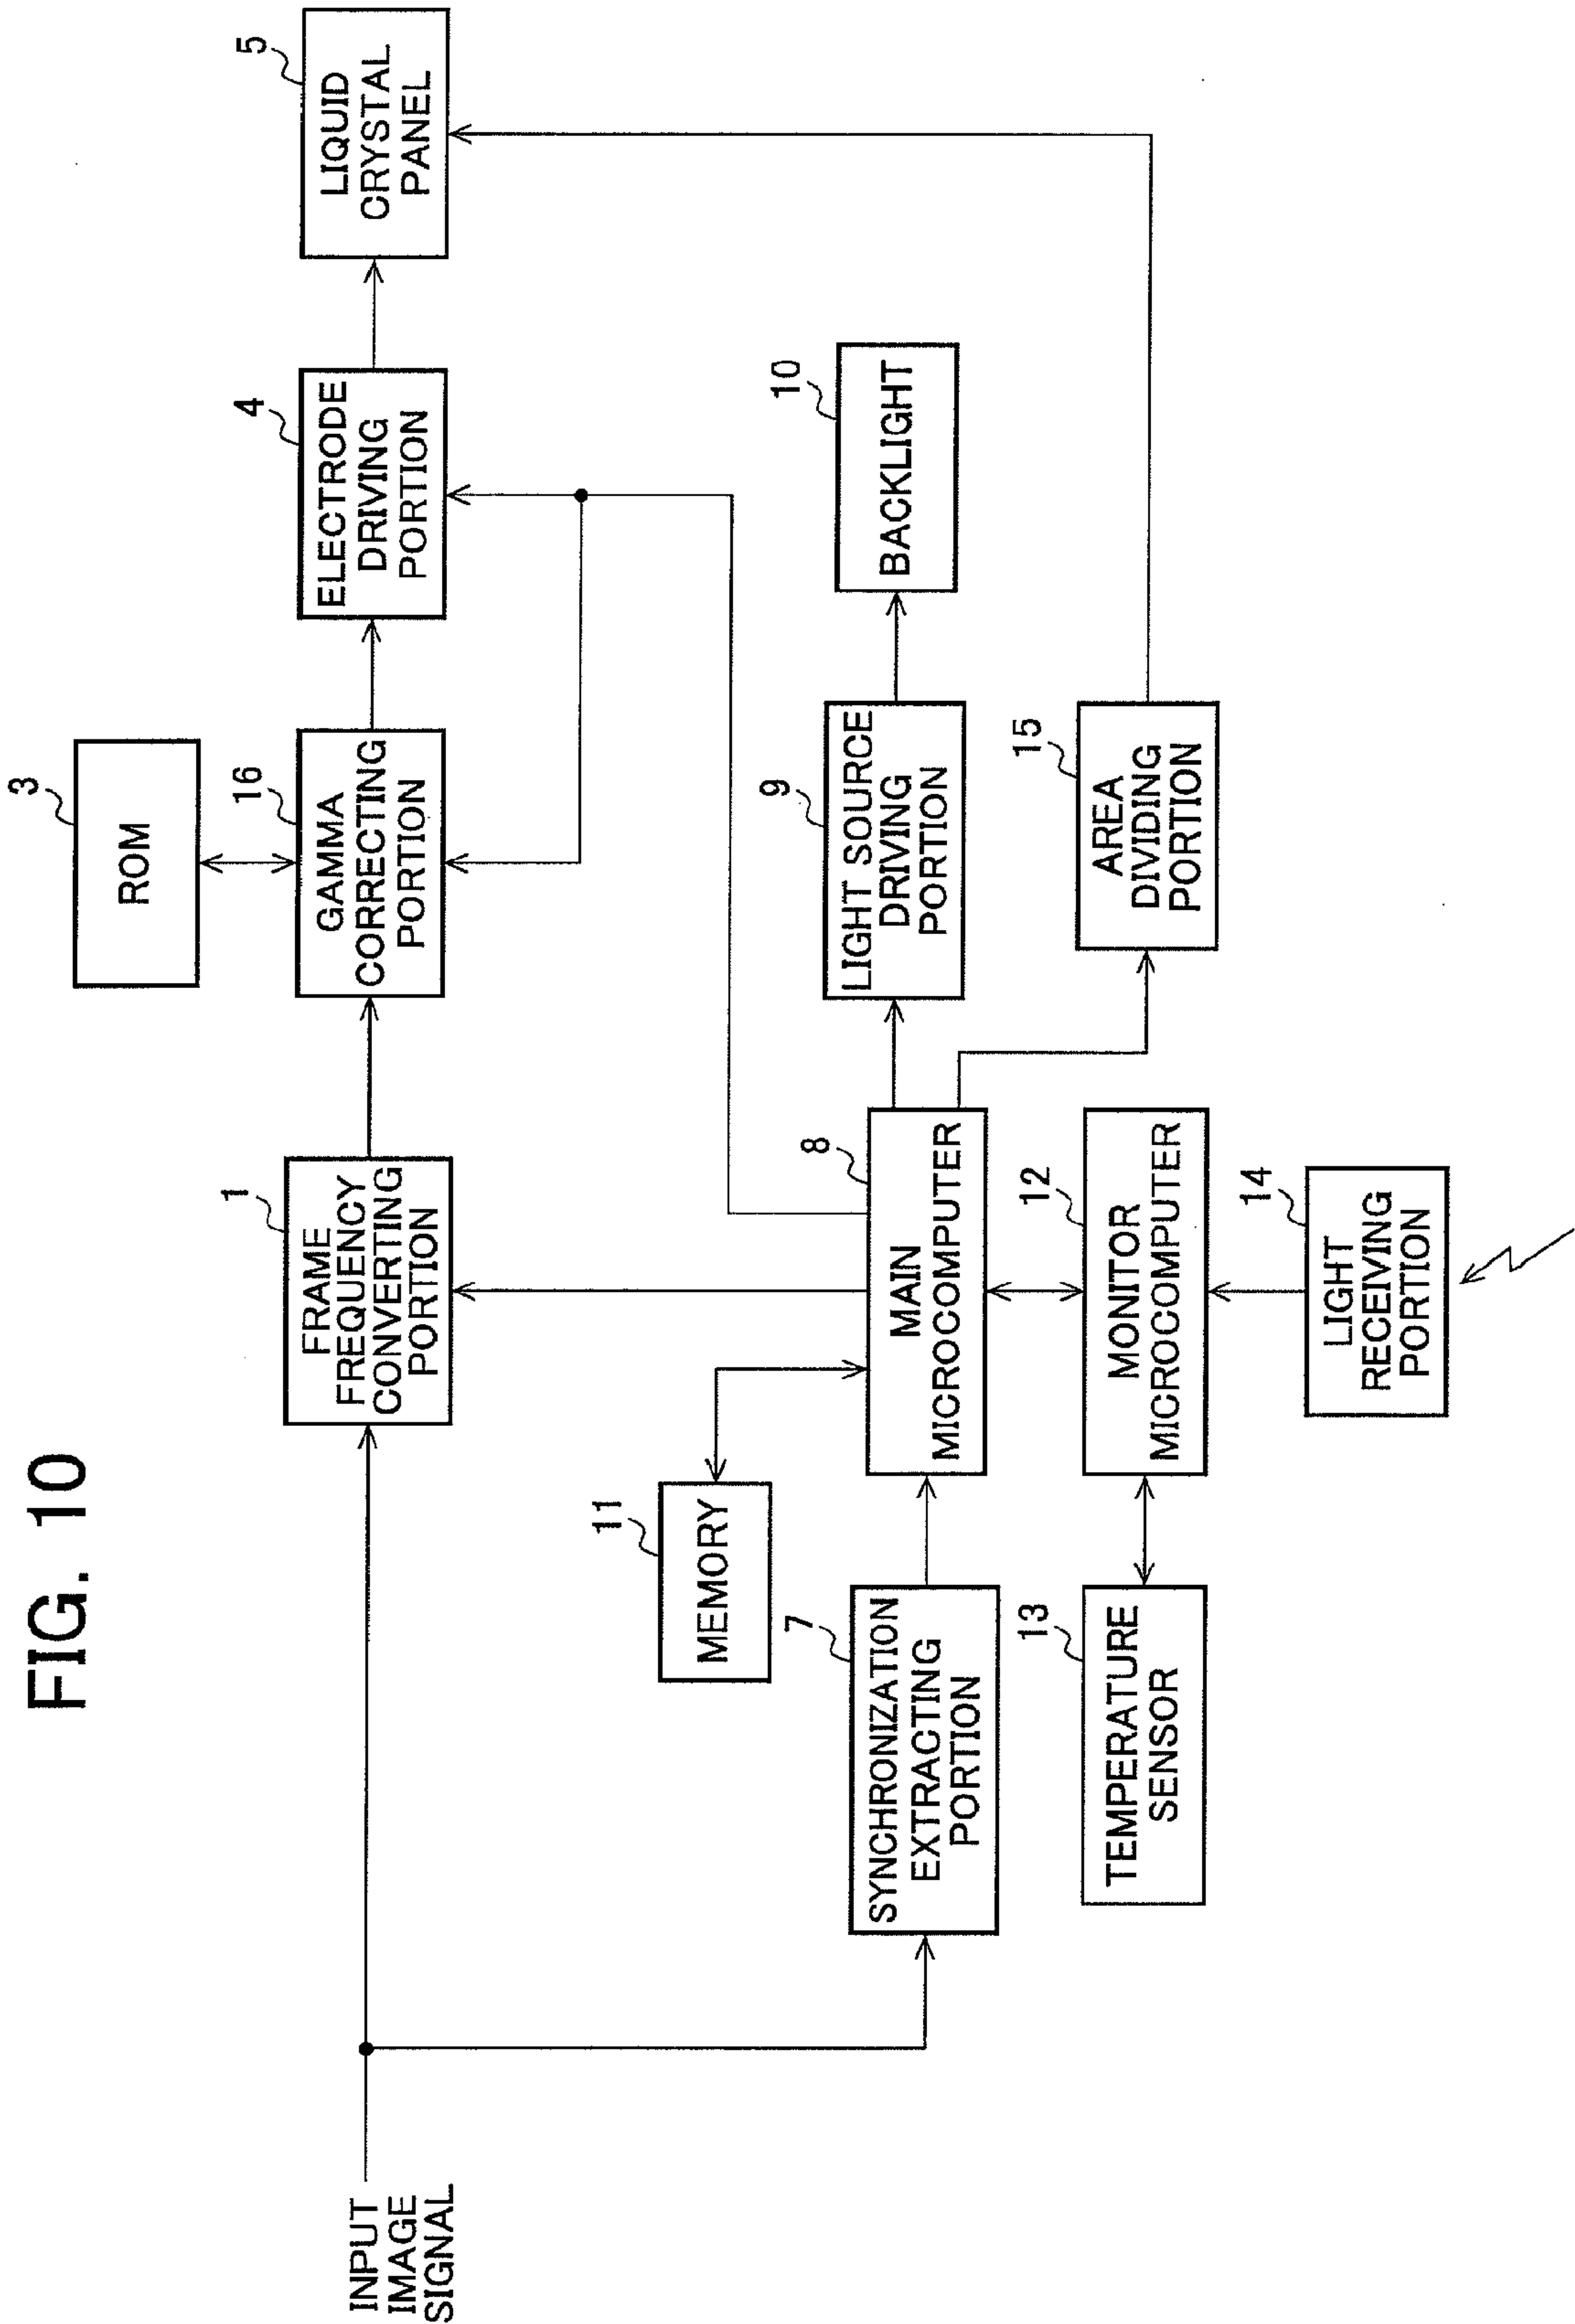 FIG. 10
3
ROM
1
FRAME
FREQUENCY
CONVERTING
PORTION
16
GAMMA
CORRECTING
PORTION
4
ELECTRODE
DRIVING
PORTION
5
LIQUID
CRYSTAL
PANEL
INPUT
IMAGE
SIGNAL
11
MEMORY
7
SYNCHRONIZATION
EXTRACTING
PORTION
8
MAIN
MICROCOMPUTER
9
LIGHT SOURCE
DRIVING
PORTION
10
BACKLIGHT
13
TEMPERATURE
SENSOR
12
MONITOR
MICROCOMPUTER
15
AREA
DIVIDING
PORTION
14
LIGHT
RECEIVING
PORTION